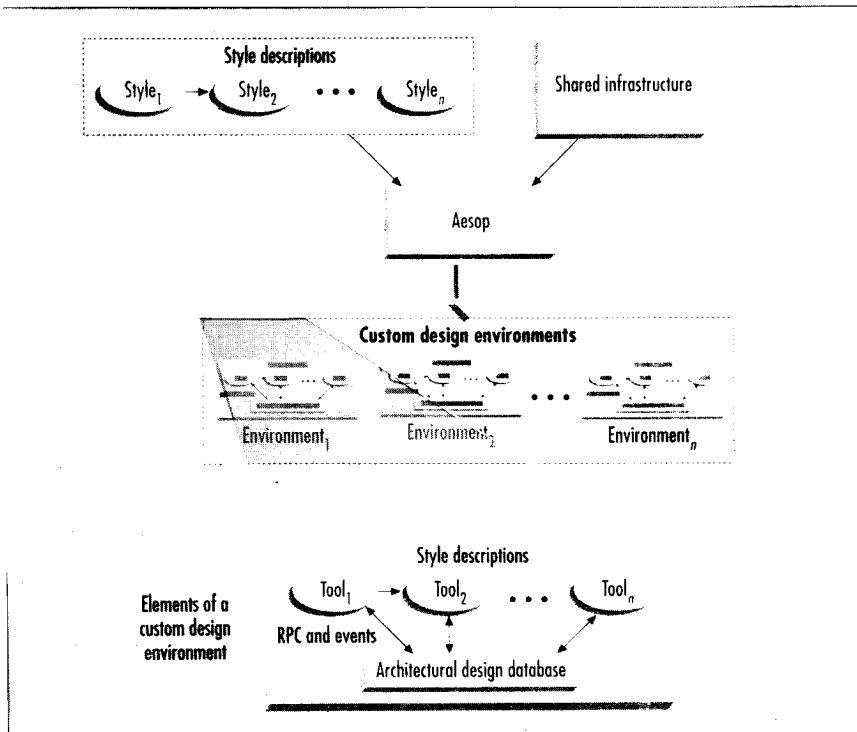 Style descriptions
Style1 Style2 Stylen
Shared infrastructure
Aesop
Custom design environments
Environment1 Environment2 Environmentn
Style descriptions
Tool1 Tool2 Tooln
Elements of a
custom design
environment
RPC and events
Architectural design database